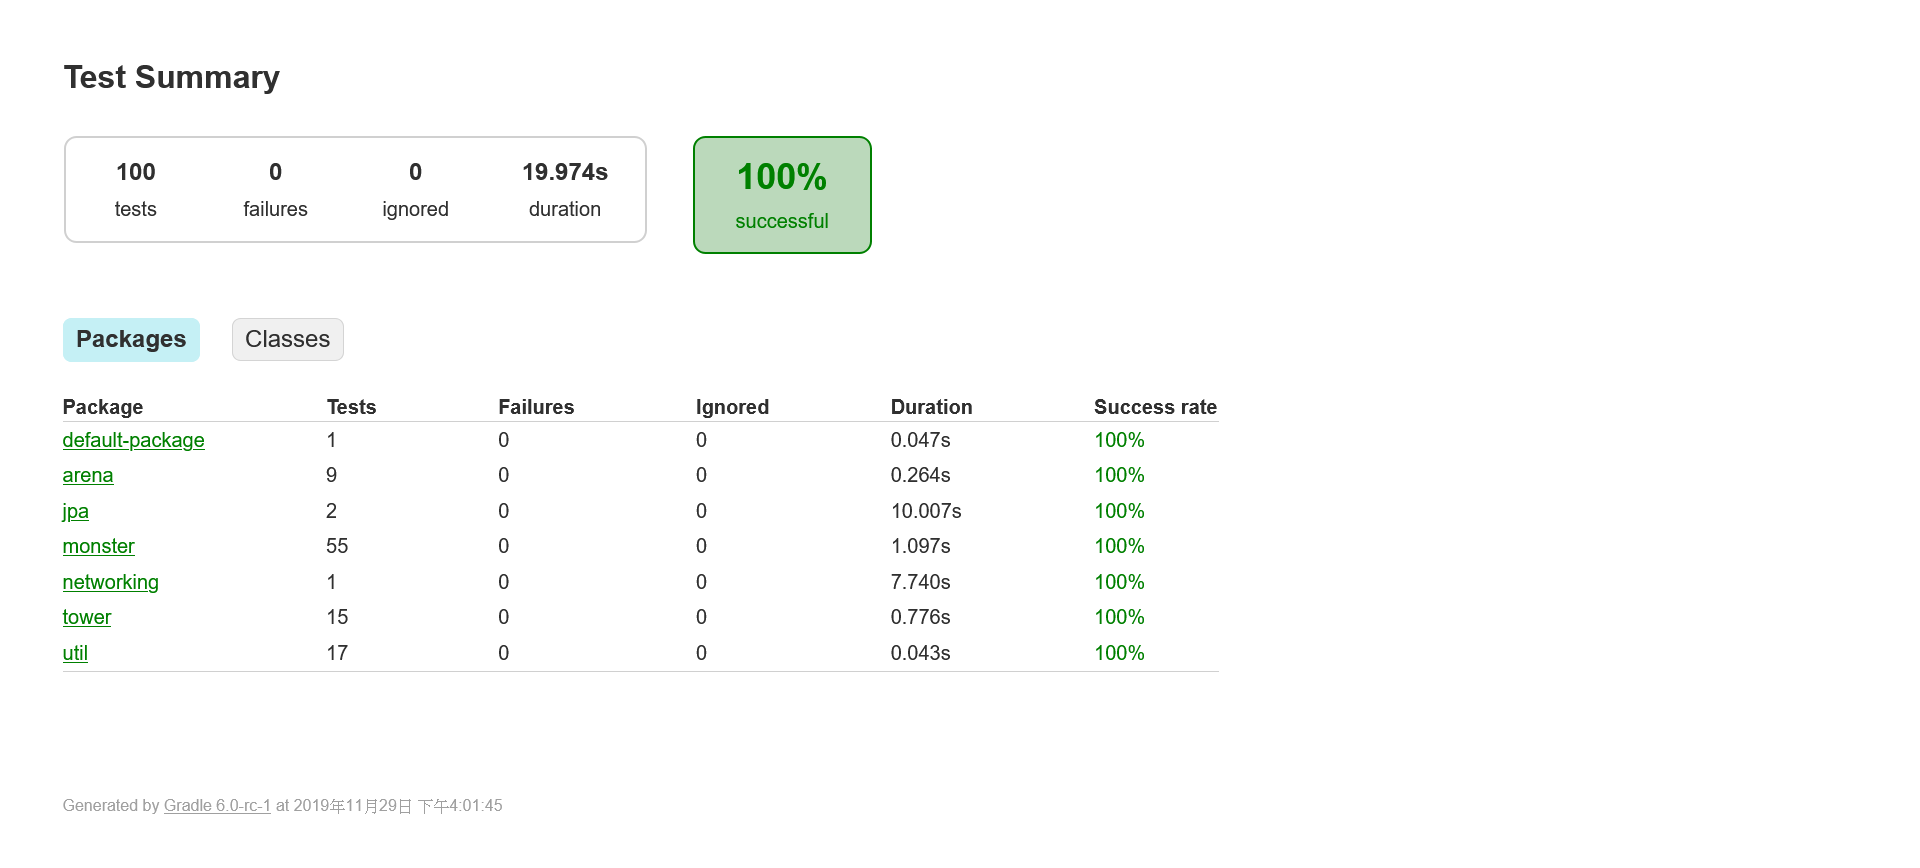 Test Summary
100 0 0 19.974s
tests failures ignored duration
100%
successful
Packages Classes
Package Tests Failures Ignored Duration Success rate
default-package 1 0 0 0.047s 100%
arena 9 0 0 0.264s 100%
jpa 2 0 0 10.007s 100%
monster 55 0 0 1.097s 100%
networking 1 0 0 7.740s 100%
tower 15 0 0 0.776s 100%
util 17 0 0 0.043s 100%
Generated by Gradle 6.0-rc-1 at 2019年11月29日 下午4:01:45